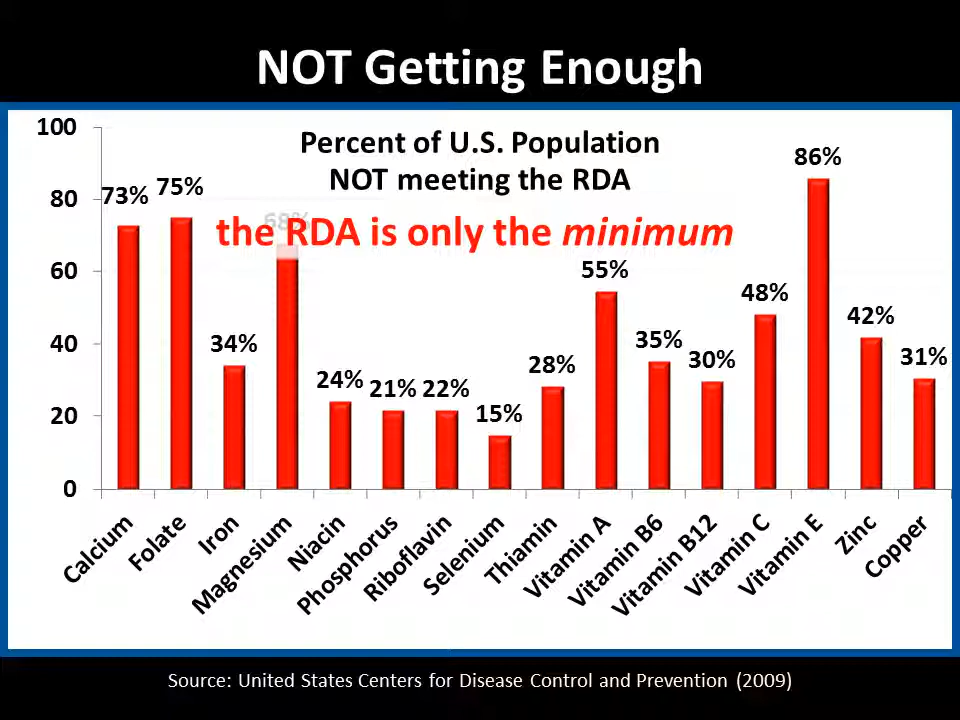 NOT Getting Enough
Percent of U.S. Population
NOT meeting the RDA
the RDA is only the minimum
100
80
60
40
20
0
73%
75%
34%
68%
24%
21%
22%
15%
28%
55%
35%
30%
48%
86%
42%
31%
Calcium
Folate
Iron
Magnesium
Niacin
Phosphorus
Riboflavin
Selenium
Thiamin
Vitamin A
Vitamin B6
Vitamin B12
Vitamin C
Vitamin E
Zinc
Copper
Source: United States Centers for Disease Control and Prevention (2009)